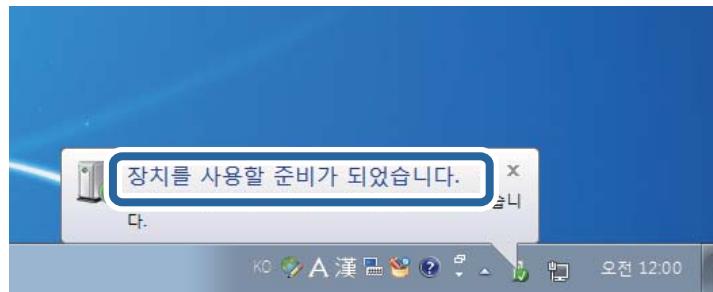 장치를 사용할 준비가 되었습니다.
x
습니
다.
KO A 漢 ?
오전 12:00